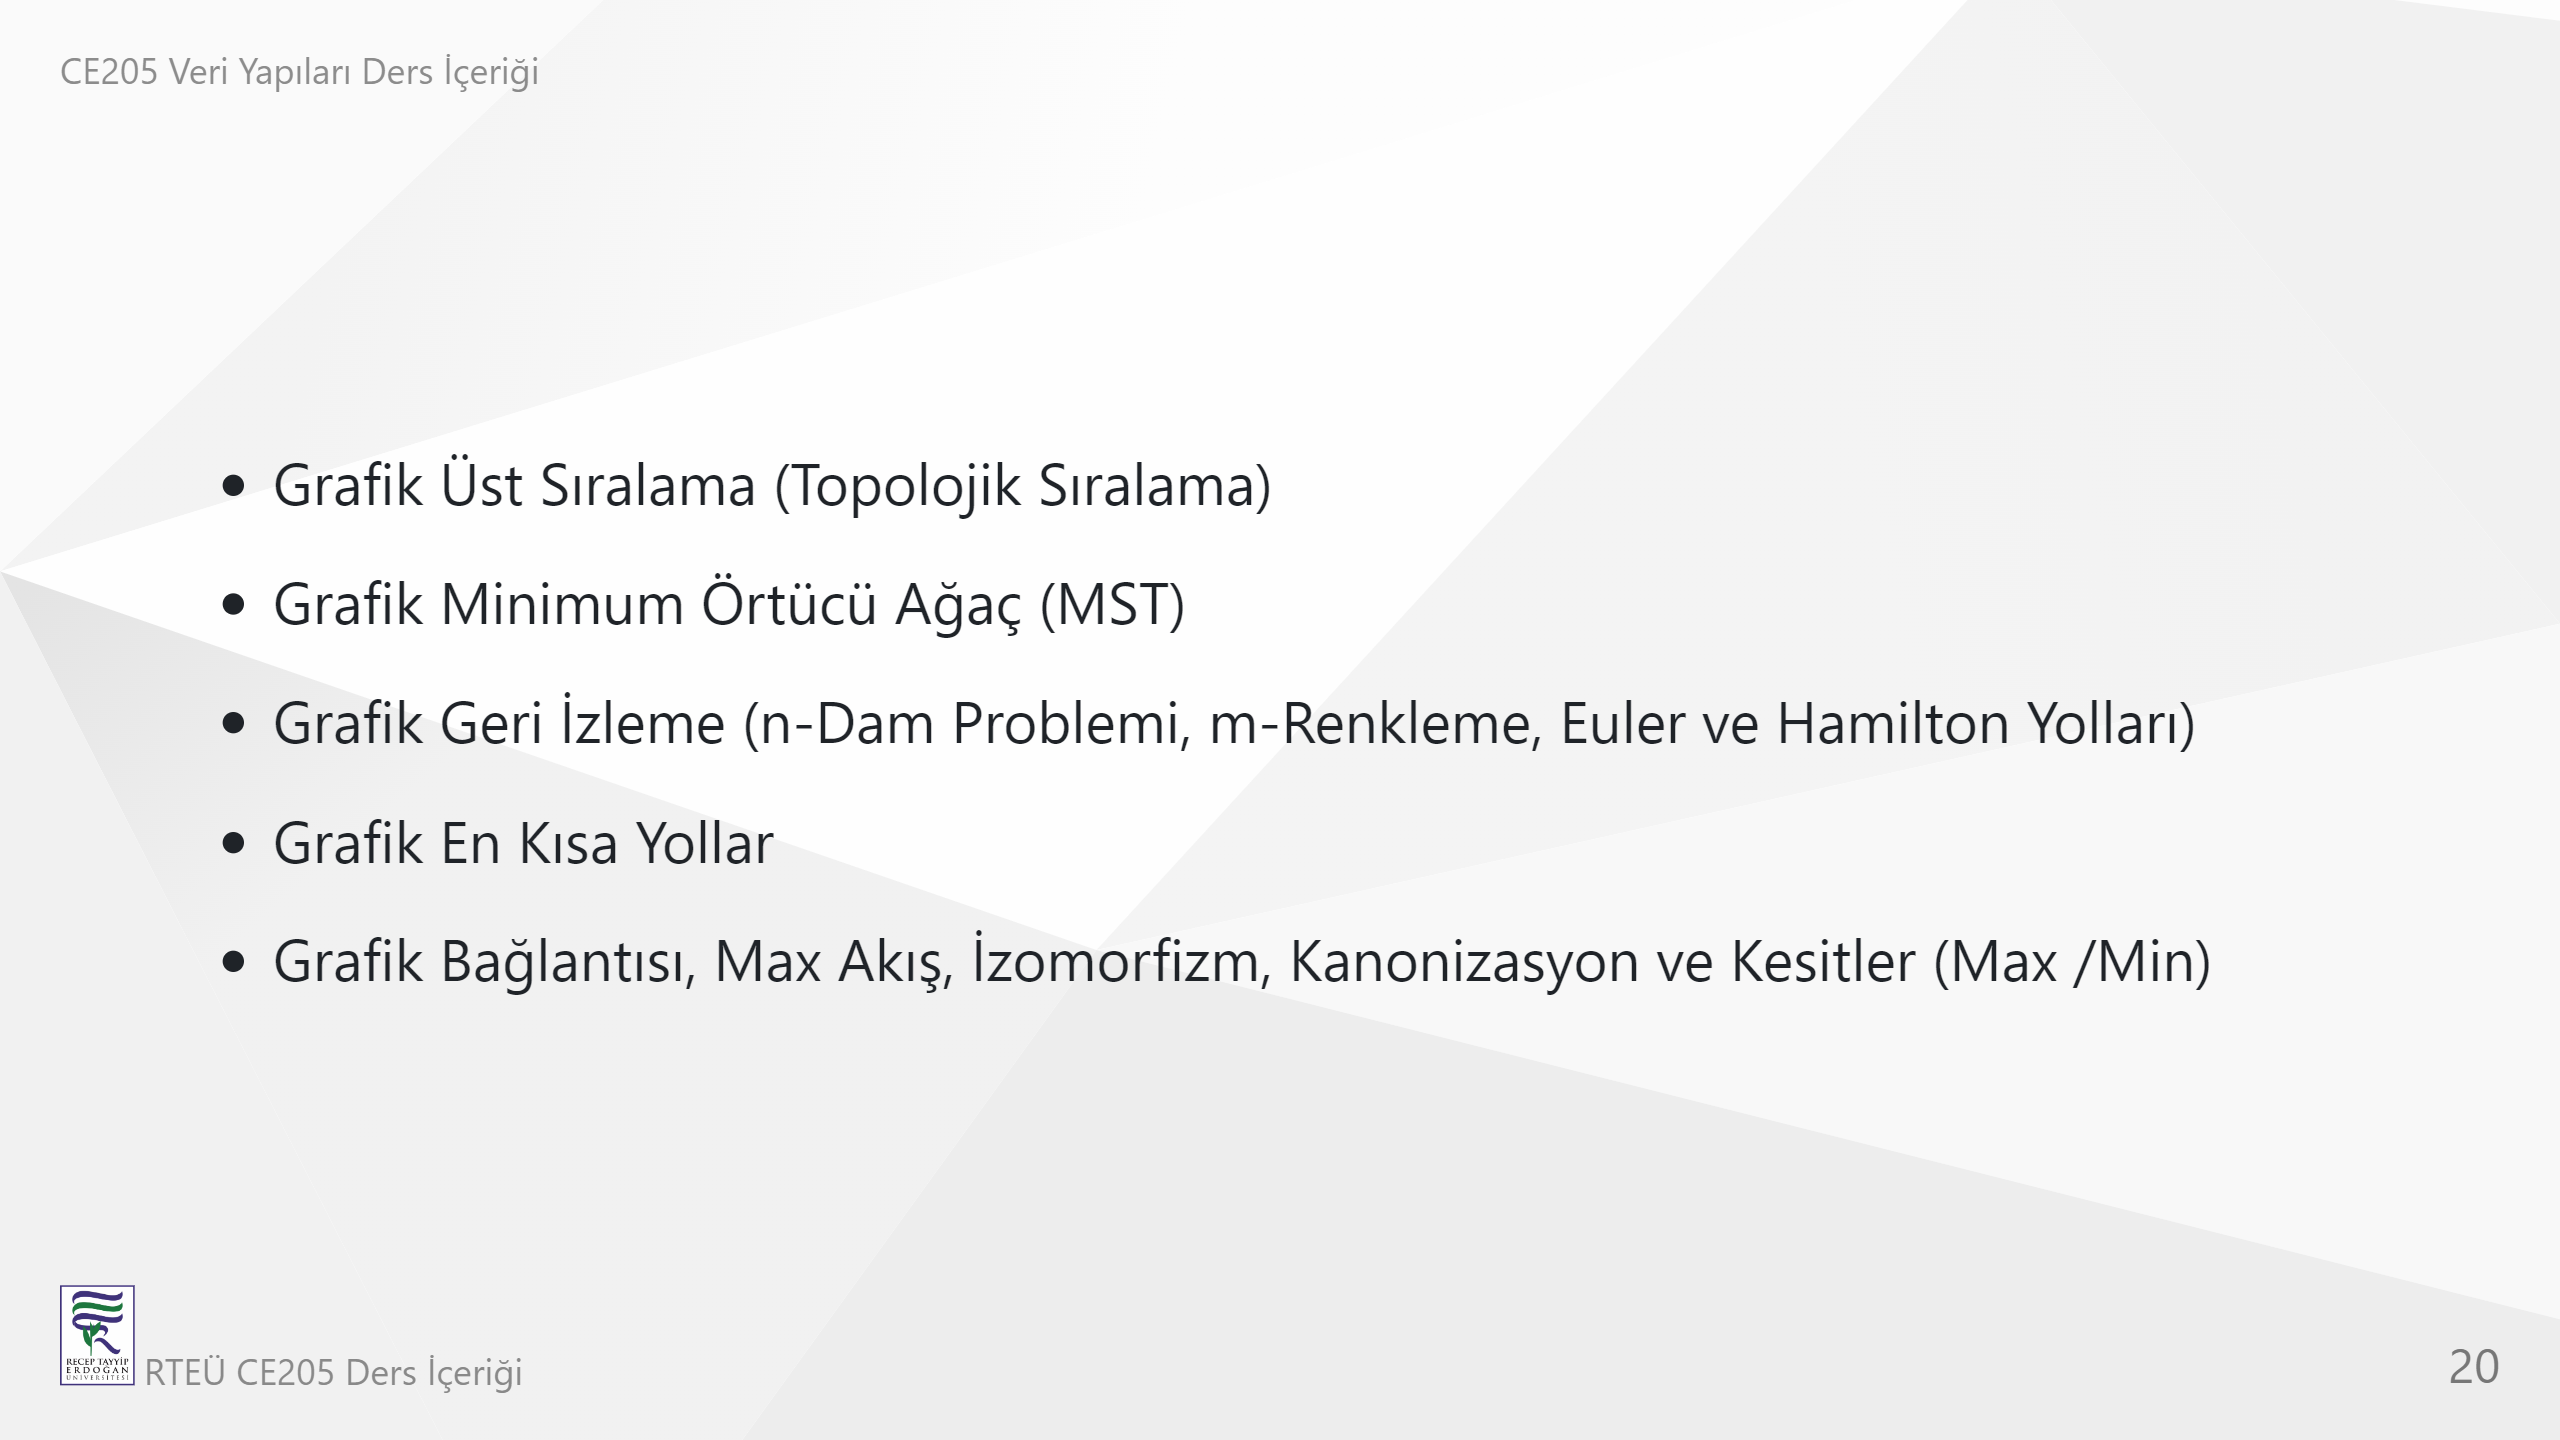 CE205 Veri Yapıları Ders İçeriği
• Grafik Üst Sıralama (Topolojik Sıralama)
• Grafik Minimum Örtücü Ağaç (MST)
• Grafik Geri İzleme (n-Dam Problemi, m-Renkleme, Euler ve Hamilton Yolları)
• Grafik En Kısa Yollar
• Grafik Bağlantısı, Max Akış, İzomorfizm, Kanonizasyon ve Kesitler (Max /Min)
RECEP TAYYİP
ERDOĞAN
ÜNİVERSİTESİ
RTEÜ CE205 Ders İçeriği
20